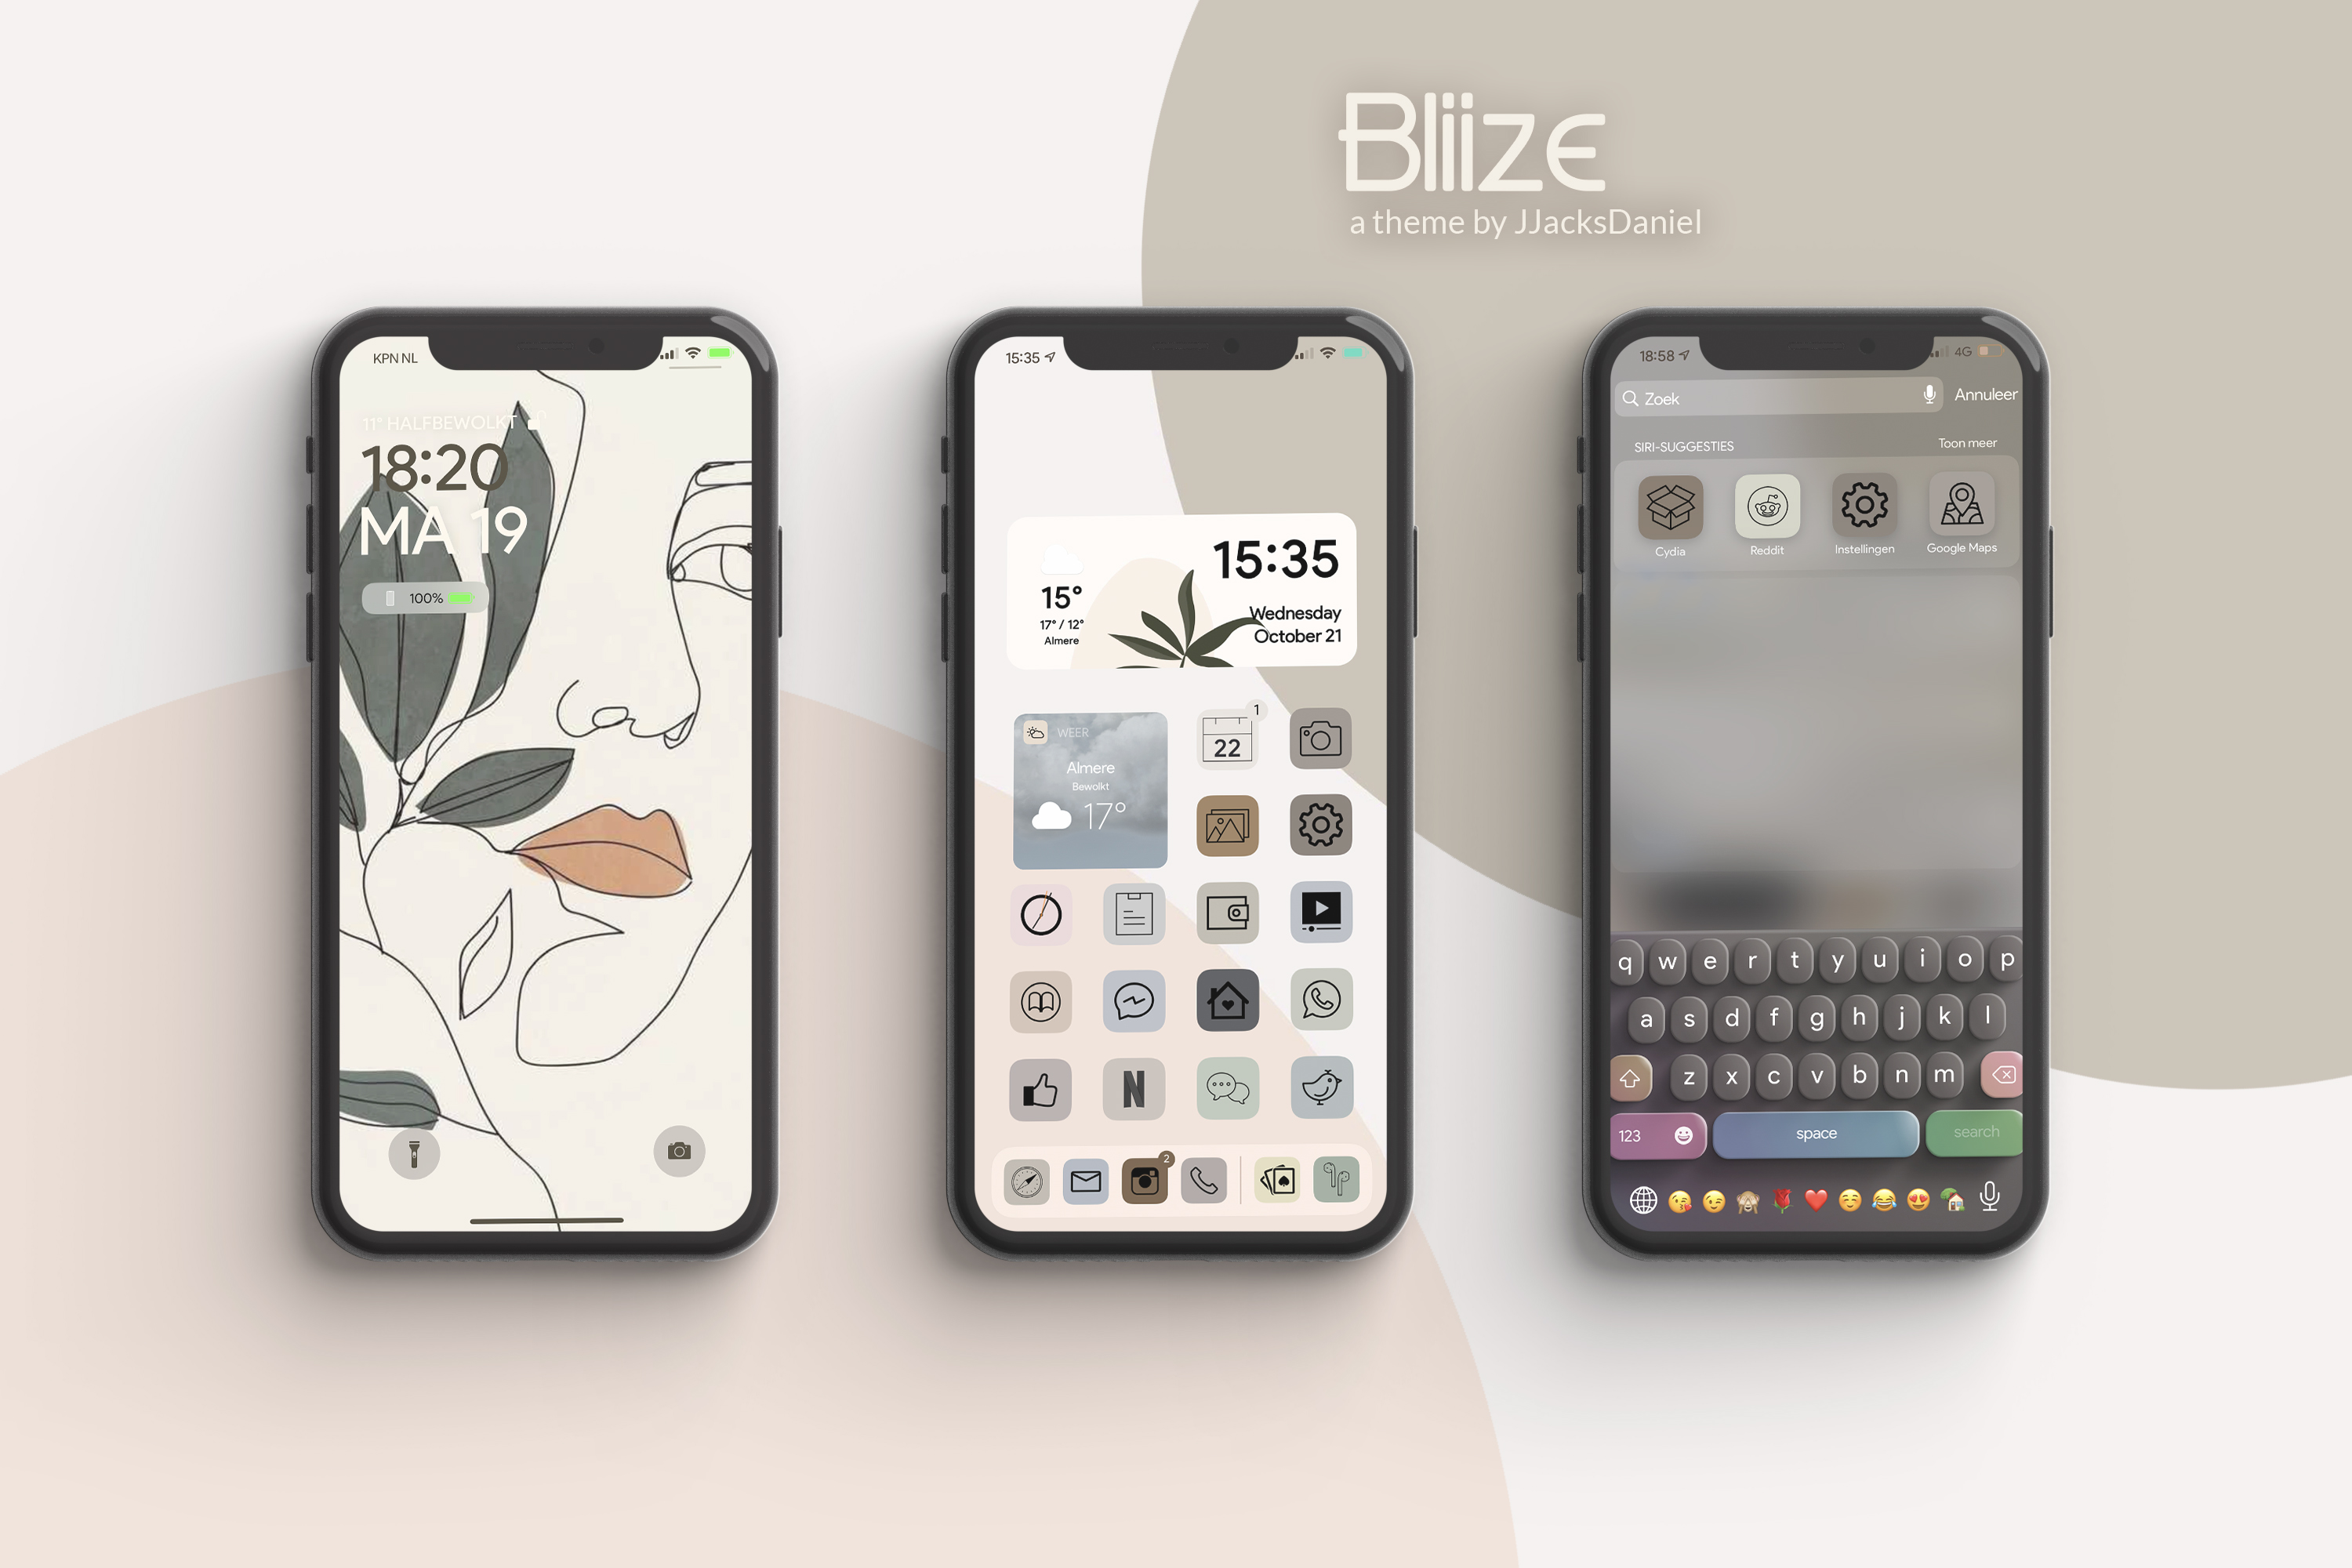 Bliize
a theme by JJacksDaniel
KPN NL
11° HALFBEWOLKT
18:20
MA 19
100%
15:35
15:35
15°
17° / 12°
Almere
Wednesday
October 21
WEER
Almere
Bewolkt
17°
1
22
N
2
18:58
4G
Zoek
Annuleer
SIRI-SUGGESTIES
Toon meer
Cydia
Reddit
Instellingen
Google Maps
q w e r t y u i o p
a s d f g h j k l
z x c v b n m
123
space
search